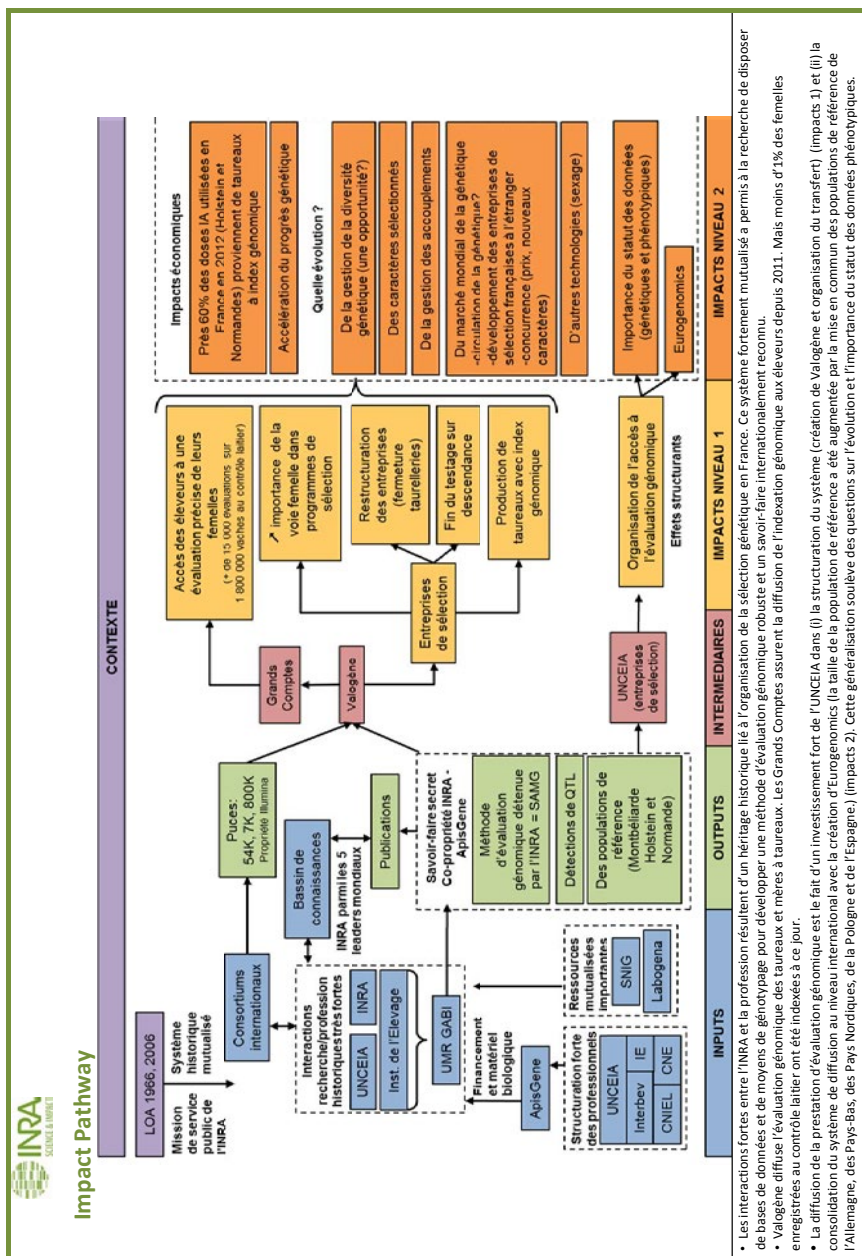 INRA
SCIENCE & IMPACT
Impact Pathway
CONTEXTE
LOA 1966, 2006
Mission
de service
public de
l'INRA
Système
historique
mutualisé
Consortiums
internationaux
Interactions
recherche/profession
historiques très fortes
UNCEIA
INRA
Inst. de l'Elevage
UMR GABI
Financement
et matériel
biologique
ApisGene
Structuration forte
des professionnels
UNCEIA
Interbev
IE
CNIEL
CNE
Ressources
mutualisées
importantes
SNIG
Labogena
Bassin de
connaissances
INRA parmi les 5
leaders mondiaux
Puces:
54K, 7K, 800K
Propriété Illumina
Publications
Savoir-faire secret
Co-propriété INRA -
ApisGene
Méthode
d'évaluation
génomique détenue
par l'INRA = SAMG
Détections de QTL
Des populations de
référence
(Montbéliarde
Holstein et
Normande)
Grands
Comptes
Valogène
UNCEIA
(entreprises
de sélection)
Accès des éleveurs à une
évaluation précise de leurs
femelles
(+ de 15 000 évaluations sur
1 800 000 vaches au contrôle laitier)
↗ importance de la
voie femelle dans
programmes de
sélection
Restructuration
des entreprises
(fermeture
taurelleries)
Fin du testage sur
descendance
Production de
taureaux avec index
génomique
Entreprises
de sélection
Organisation de l'accès à
l'évaluation génomique
Effets structurants
Impacts économiques
Près 60% des doses IA utilisées en
France en 2012 (Holstein et
Normandes) proviennent de taureaux
à index génomique
Accélération du progrès génétique
Quelle évolution ?
De la gestion de la diversité
génétique (une opportunité?)
Des caractères sélectionnés
De la gestion des accouplements
Du marché mondial de la génétique
-circulation de la génétique?
-développement des entreprises de
sélection françaises à l'étranger
-concurrence (prix, nouveaux
caractères)
D'autres technologies (sexage)
Importance du statut des données
(génétiques et phénotypiques)
Eurogenomics
INPUTS
OUTPUTS
INTERMEDIAIRES
IMPACTS NIVEAU 1
IMPACTS NIVEAU 2
• Les interactions fortes entre l'INRA et la profession résultent d'un héritage historique lié à l'organisation de la sélection génétique en France. Ce système fortement mutualisé a permis à la recherche de disposer
de bases de données et de moyens de génotypage pour développer une méthode d'évaluation génomique robuste et un savoir-faire internationalement reconnu.
• Valogène diffuse l'évaluation génomique des taureaux et mères à taureaux. Les Grands Comptes assurent la diffusion de l'indexation génomique aux éleveurs depuis 2011. Mais moins d'1% des femelles
enregistrées au contrôle laitier ont été indexées à ce jour.
• La diffusion de la prestation d'évaluation génomique est le fait d'un investissement fort de l'UNCEIA dans (i) la structuration du système (création de Valogène et organisation du transfert) (impacts 1) et (ii) la
consolidation du système de diffusion au niveau international avec la création d'Eurogenomics (la taille de la population de référence a été augmentée par la mise en commun des populations de référence de
l'Allemagne, des Pays-Bas, des Pays Nordiques, de la Pologne et de l'Espagne.) (impacts 2). Cette généralisation soulève des questions sur l'évolution et l'importance du statut des données phénotypiques.